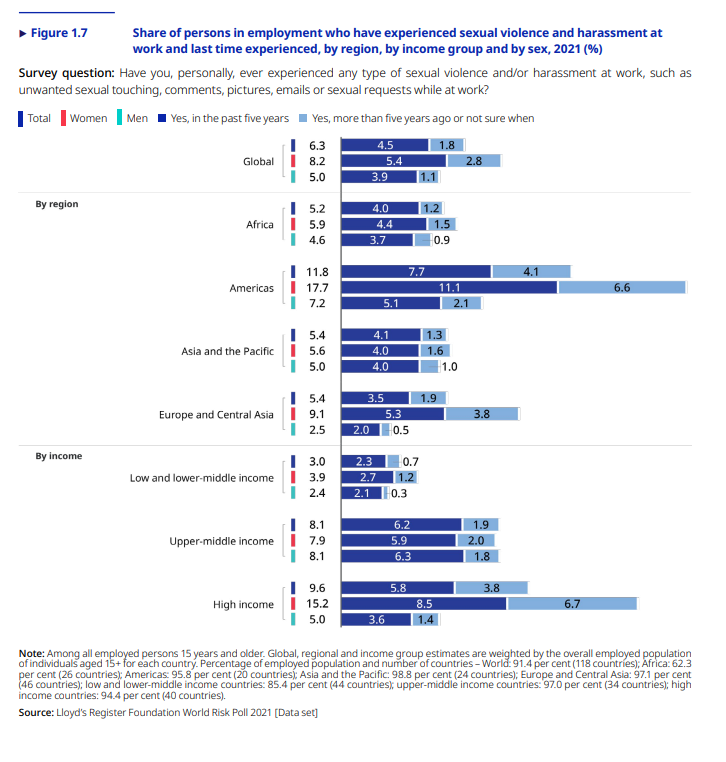 ▶ Figure 1.7 Share of persons in employment who have experienced sexual violence and harassment at
work and last time experienced, by region, by income group and by sex, 2021 (%)
Survey question: Have you, personally, ever experienced any type of sexual violence and/or harassment at work, such as
unwanted sexual touching, comments, pictures, emails or sexual requests while at work?
Total Women Men Yes, in the past five years Yes, more than five years ago or not sure when
6.3 4.5 1.8
Global 8.2 5.4 2.8
5.0 3.9 1.1
By region
5.2 4.0 1.2
Africa 5.9 4.4 1.5
4.6 3.7 0.9
11.8 7.7 4.1
Americas 17.7 11.1 6.6
7.2 5.1 2.1
5.4 4.1 1.3
Asia and the Pacific 5.6 4.0 1.6
5.0 4.0 1.0
5.4 3.5 1.9
Europe and Central Asia 9.1 5.3 3.8
2.5 2.0 0.5
By income
3.0 2.3 0.7
Low and lower-middle income 3.9 2.7 1.2
2.4 2.1 0.3
8.1 6.2 1.9
Upper-middle income 7.9 5.9 2.0
8.1 6.3 1.8
9.6 5.8 3.8
High income 15.2 8.5 6.7
5.0 3.6 1.4
Note: Among all employed persons 15 years and older. Global, regional and income group estimates are weighted by the overall employed population
of individuals aged 15+ for each country. Percentage of employed population and number of countries – World: 91.4 per cent (118 countries); Africa: 62.3
per cent (26 countries); Americas: 95.8 per cent (20 countries); Asia and the Pacific: 98.8 per cent (24 countries); Europe and Central Asia: 97.1 per cent
(46 countries); low and lower-middle income countries: 85.4 per cent (44 countries); upper-middle income countries: 97.0 per cent (34 countries); high
income countries: 94.4 per cent (40 countries).
Source: Lloyd's Register Foundation World Risk Poll 2021 [Data set]